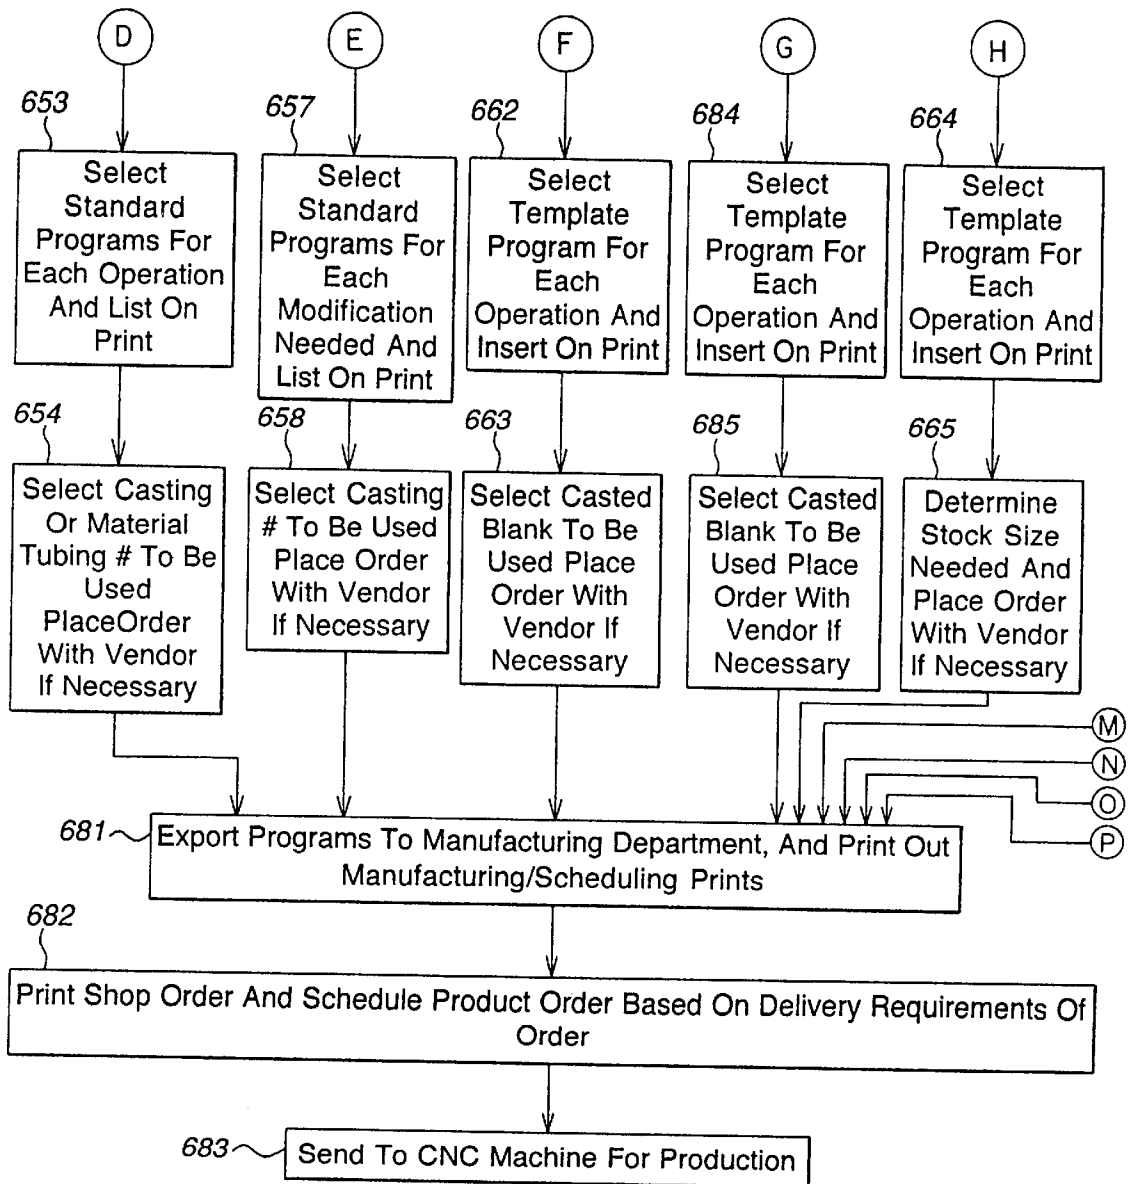 D
E
F
G
H
653
657
662
684
664
Select
Standard
Programs For
Each Operation
And List On
Print
Select
Standard
Programs For
Each
Modification
Needed And
List On Print
Select
Template
Program For
Each
Operation And
Insert On Print
Select
Template
Program For
Each
Operation And
Insert On Print
Select
Template
Program For
Each
Operation And
Insert On Print
654
658
663
685
665
Select Casting
Or Material
Tubing # To Be
Used
PlaceOrder
With Vendor
If Necessary
Select Casting
# To Be Used
Place Order
With Vendor
If Necessary
Select Casted
Blank To Be
Used Place
Order With
Vendor If
Necessary
Select Casted
Blank To Be
Used Place
Order With
Vendor If
Necessary
Determine
Stock Size
Needed And
Place Order
With Vendor
If Necessary
M
N
O
P
681
Export Programs To Manufacturing Department, And Print Out
Manufacturing/Scheduling Prints
682
Print Shop Order And Schedule Product Order Based On Delivery Requirements Of
Order
683
Send To CNC Machine For Production